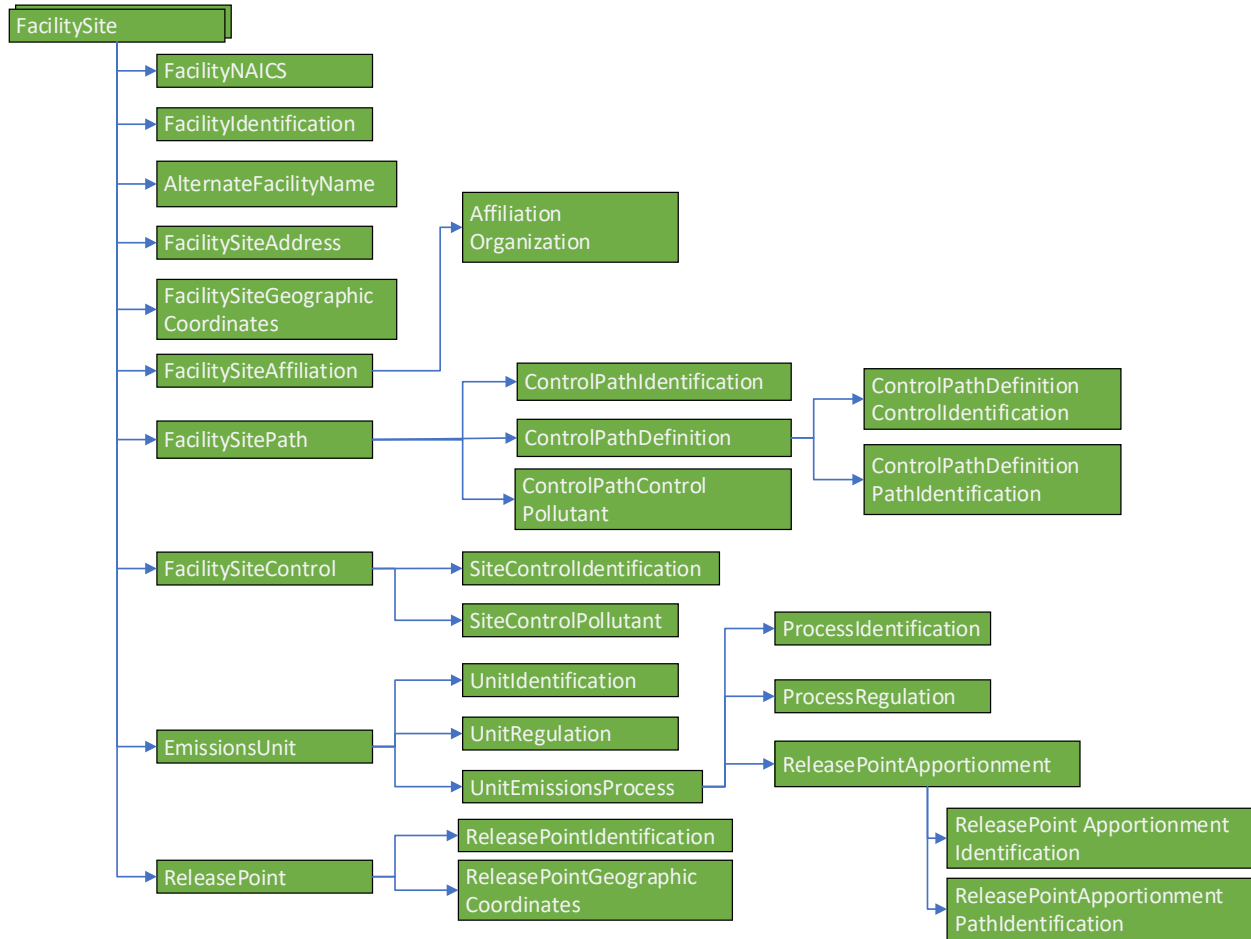 FacilitySite
FacilityNAICS
FacilityIdentification
AlternateFacilityName
FacilitySiteAddress
FacilitySiteGeographic
Coordinates
FacilitySiteAffiliation
Affiliation
Organization
FacilitySitePath
ControlPathIdentification
ControlPathDefinition
ControlPathDefinition
ControlIdentification
ControlPathDefinition
PathIdentification
ControlPathControl
Pollutant
FacilitySiteControl
SiteControlIdentification
SiteControlPollutant
EmissionsUnit
UnitIdentification
UnitRegulation
UnitEmissionsProcess
ProcessIdentification
ProcessRegulation
ReleasePointApportionment
ReleasePoint Apportionment
Identification
ReleasePointApportionment
PathIdentification
ReleasePoint
ReleasePointIdentification
ReleasePointGeographic
Coordinates